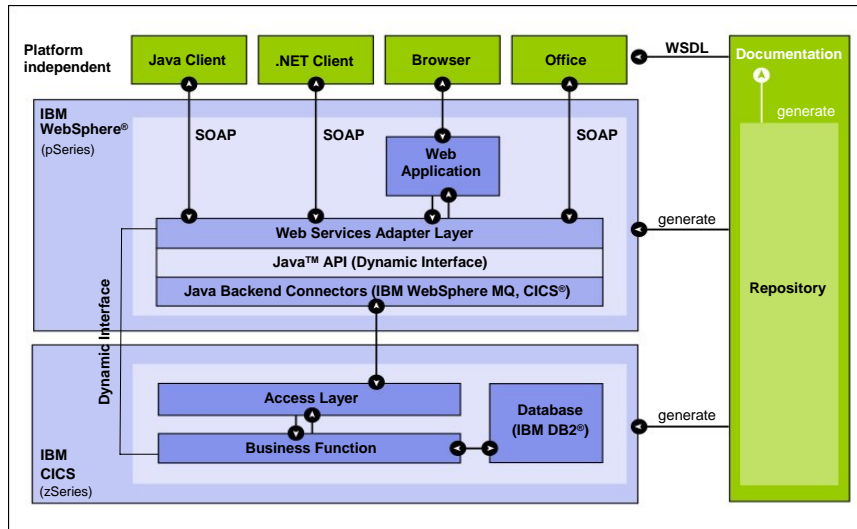 Platform
independent
Java Client
.NET Client
Browser
Office
WSDL
Documentation
generate
IBM
WebSphere®
(pSeries)
SOAP
SOAP
SOAP
Web
Application
Web Services Adapter Layer
Java™ API (Dynamic Interface)
Java Backend Connectors (IBM WebSphere MQ, CICS®)
generate
Repository
Dynamic Interface
Access Layer
Business Function
Database
(IBM DB2®)
generate
IBM
CICS
(zSeries)